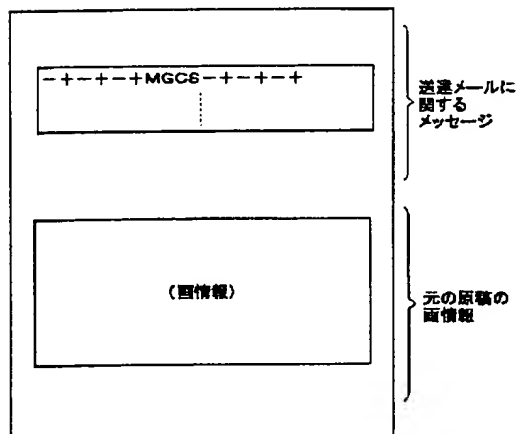 -+-+-+MGCS-+-+-+
送達メールに
関する
メッセージ
(画情報)
元の原稿の
画情報